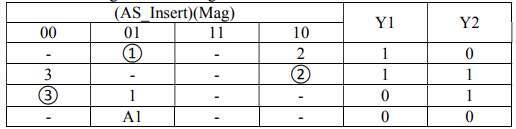 (AS_Insert)(Mag) Y1 Y2
00 01 11 10
- ① - 2 1 0
3 - - ② 1 1
③ 1 - - 0 1
- A1 - - 0 0